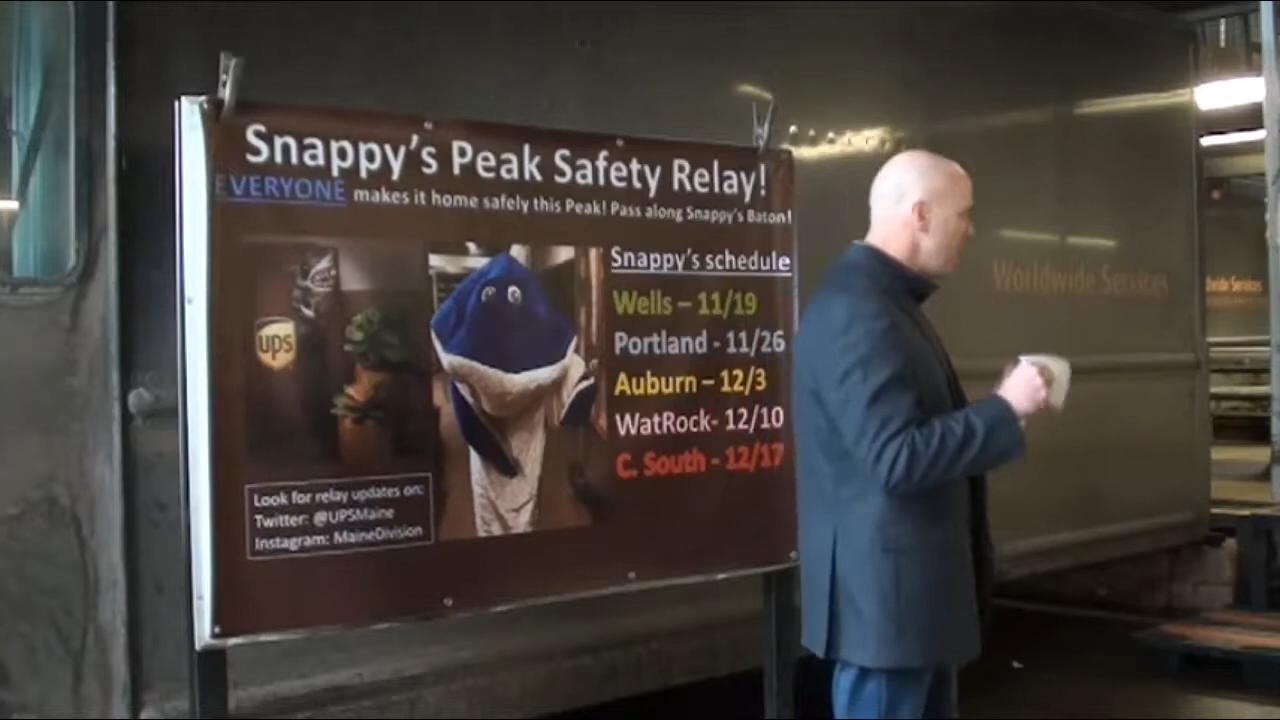 Snappy's Peak Safety Relay!
EVERYONE makes it home safely this Peak! Pass along Snappy's Baton!
Snappy's schedule
Wells – 11/19
Portland - 11/26
Auburn – 12/3
WatRock- 12/10
C. South - 12/17
ups
Look for relay updates on:
Twitter: @UPSMaine
Instagram: MaineDivision
Worldwide Services
Services